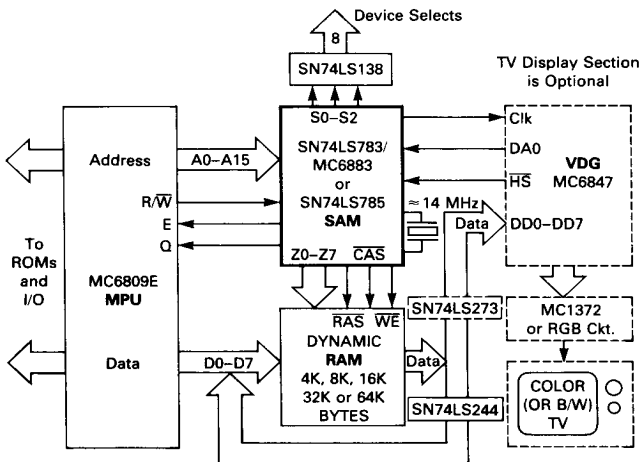 Device Selects
8
SN74LS138
TV Display Section
is Optional
S0–S2
Clk
Address
A0–A15
SN74LS783/
MC6883
or
SN74LS785
SAM
DA0
VDG
MC6847
HS
R/W
≈ 14 MHz
E
Q
Data
DD0–DD7
To
ROMs
and
I/O
MC6809E
MPU
Z0–Z7
CAS
RAS
WE
SN74LS273
MC1372
or RGB Ckt.
DYNAMIC
RAM
4K, 8K, 16K
32K or 64K
BYTES
Data
D0–D7
Data
SN74LS244
COLOR
(OR B/W)
TV